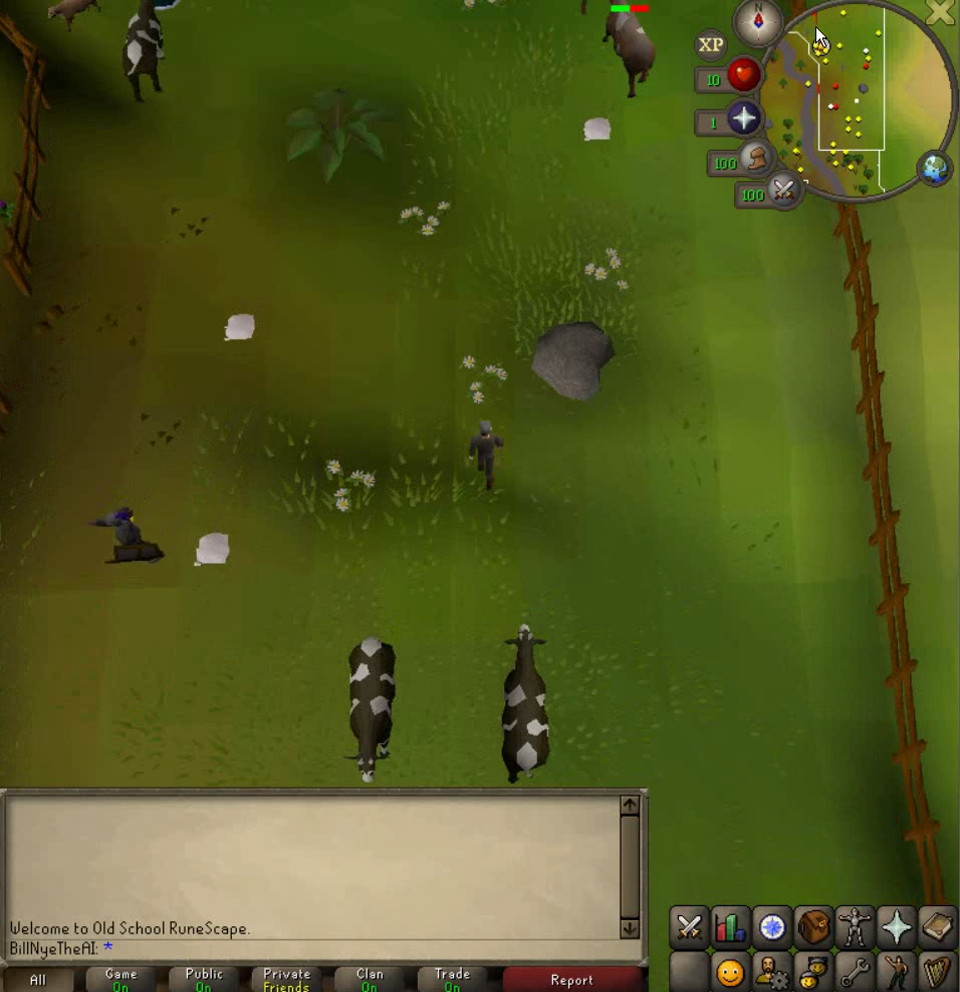 N
XP
10
1
100
100
Welcome to Old School RuneScape.
BillNyeTheAI: *
All
Game
On
Public
On
Private
Friends
Clan
On
Trade
On
Report